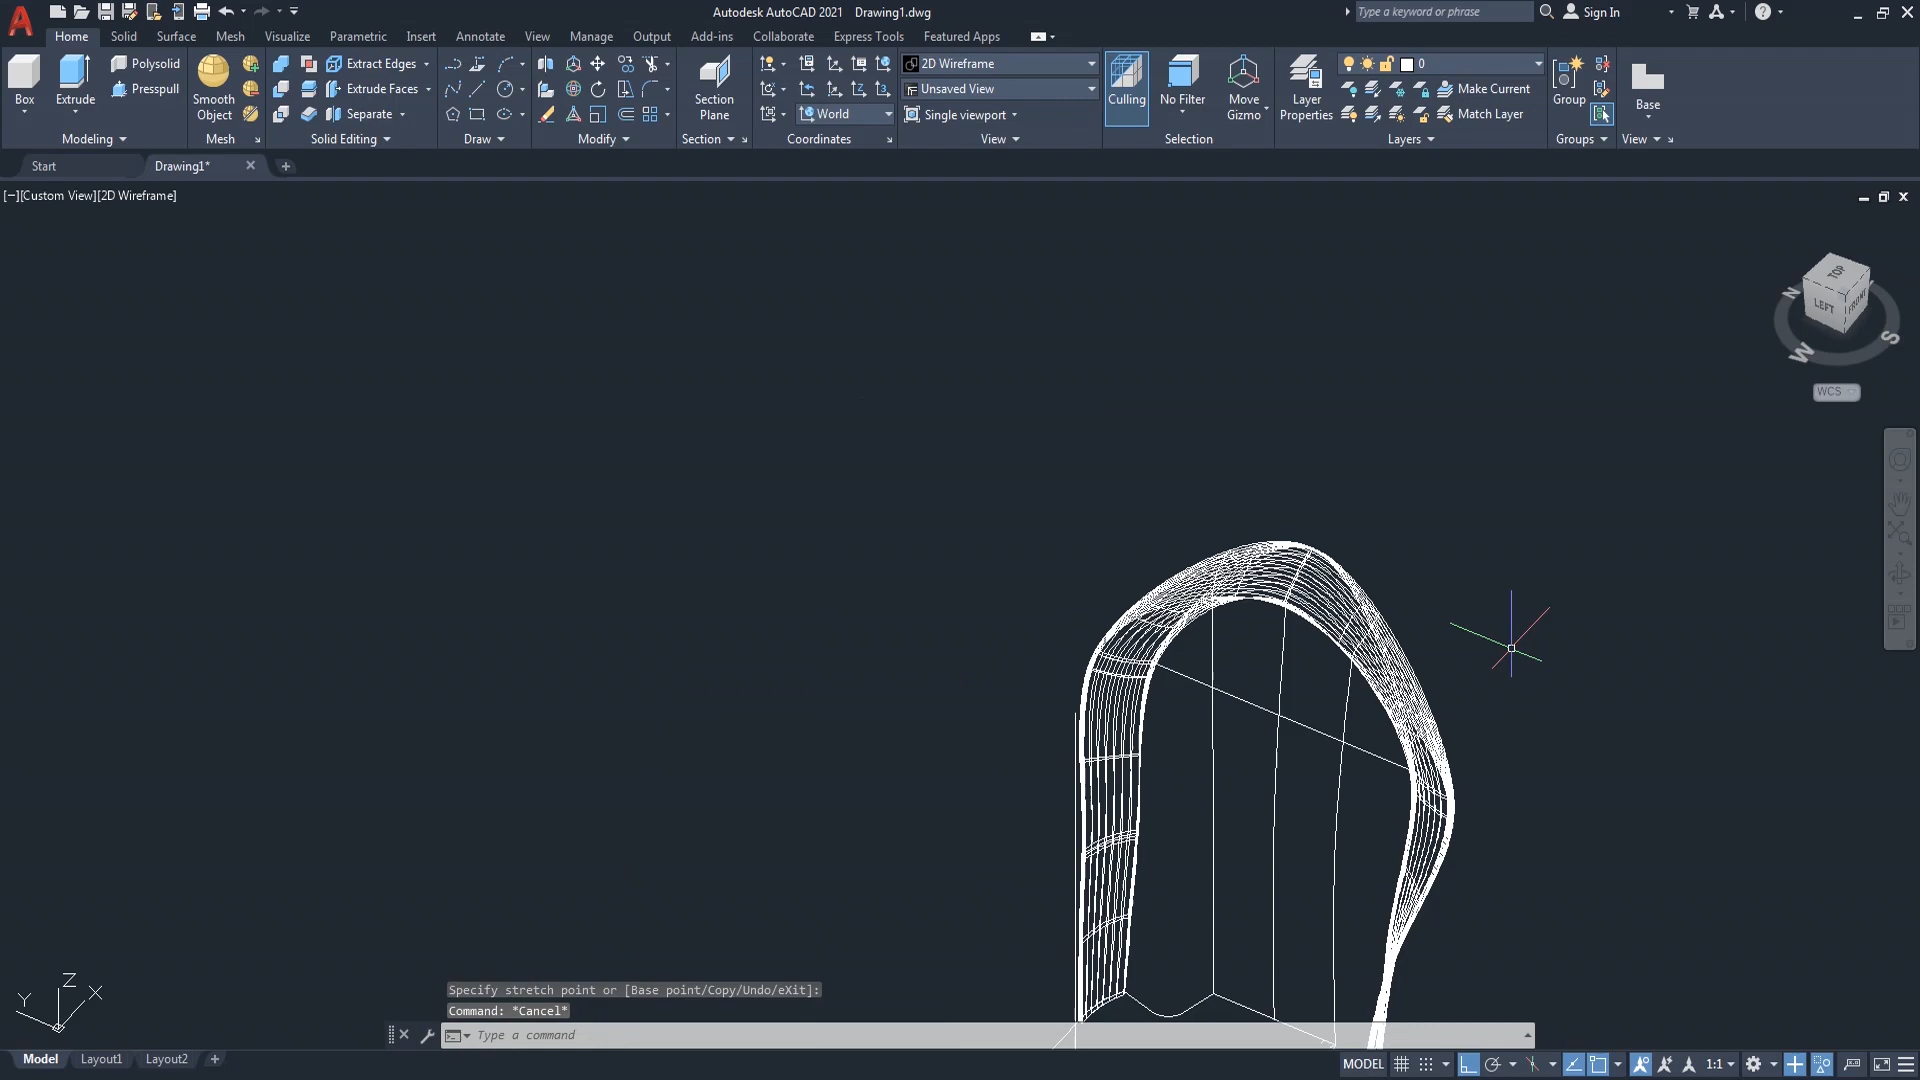 Autodesk AutoCAD 2021 Drawing1.dwg
Type a keyword or phrase
Sign In
Home Solid Surface Mesh Visualize Parametric Insert Annotate View Manage Output Add-ins Collaborate Express Tools Featured Apps
Box
Extrude
Polysolid
Presspull
Modeling
Smooth
Object
Mesh
Extract Edges
Extrude Faces
Separate
Solid Editing
Draw
Modify
Section
Plane
Section
World
Coordinates
2D Wireframe
Unsaved View
Single viewport
View
Culling
No Filter
Move
Gizmo
Selection
Layer
Properties
0
Make Current
Match Layer
Layers
Group
Groups
Base
View
Start
Drawing1*
[−][Custom View][2D Wireframe]
TOP
LEFT
FRONT
N
W
S
WCS
Z
Y
X
Specify stretch point or [Base point/Copy/Undo/eXit]:
Command: *Cancel*
Type a command
Model Layout1 Layout2
MODEL
1:1